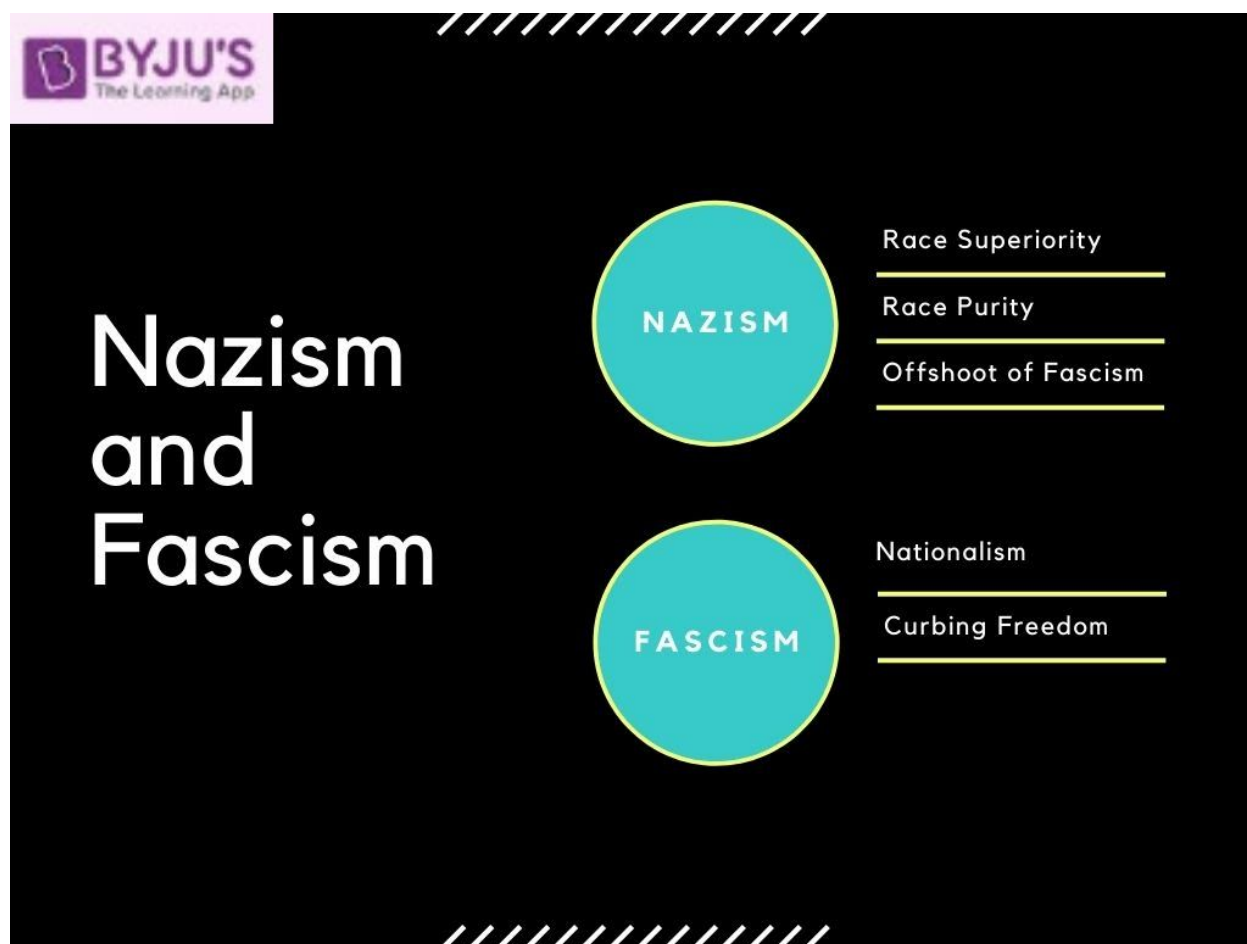 BYJU'S
The Learning App
Nazism
and
Fascism
NAZISM
Race Superiority
Race Purity
Offshoot of Fascism
FASCISM
Nationalism
Curbing Freedom